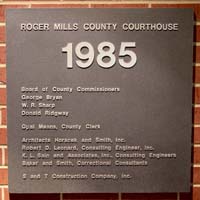 ROGER MILLS COUNTY COURTHOUSE
1985
Board of County Commissioners
George Bryan
W. R. Sharp
Donald Ridgway
Opal Manns, County Clerk
Architects Horacek and Smith, Inc.
Robert D. Leonard, Consulting Engineer, Inc.
K. L. Bain and Associates, Inc., Consulting Engineers
Baker and Smith, Correctional Consultants
S and T Construction Company, Inc.